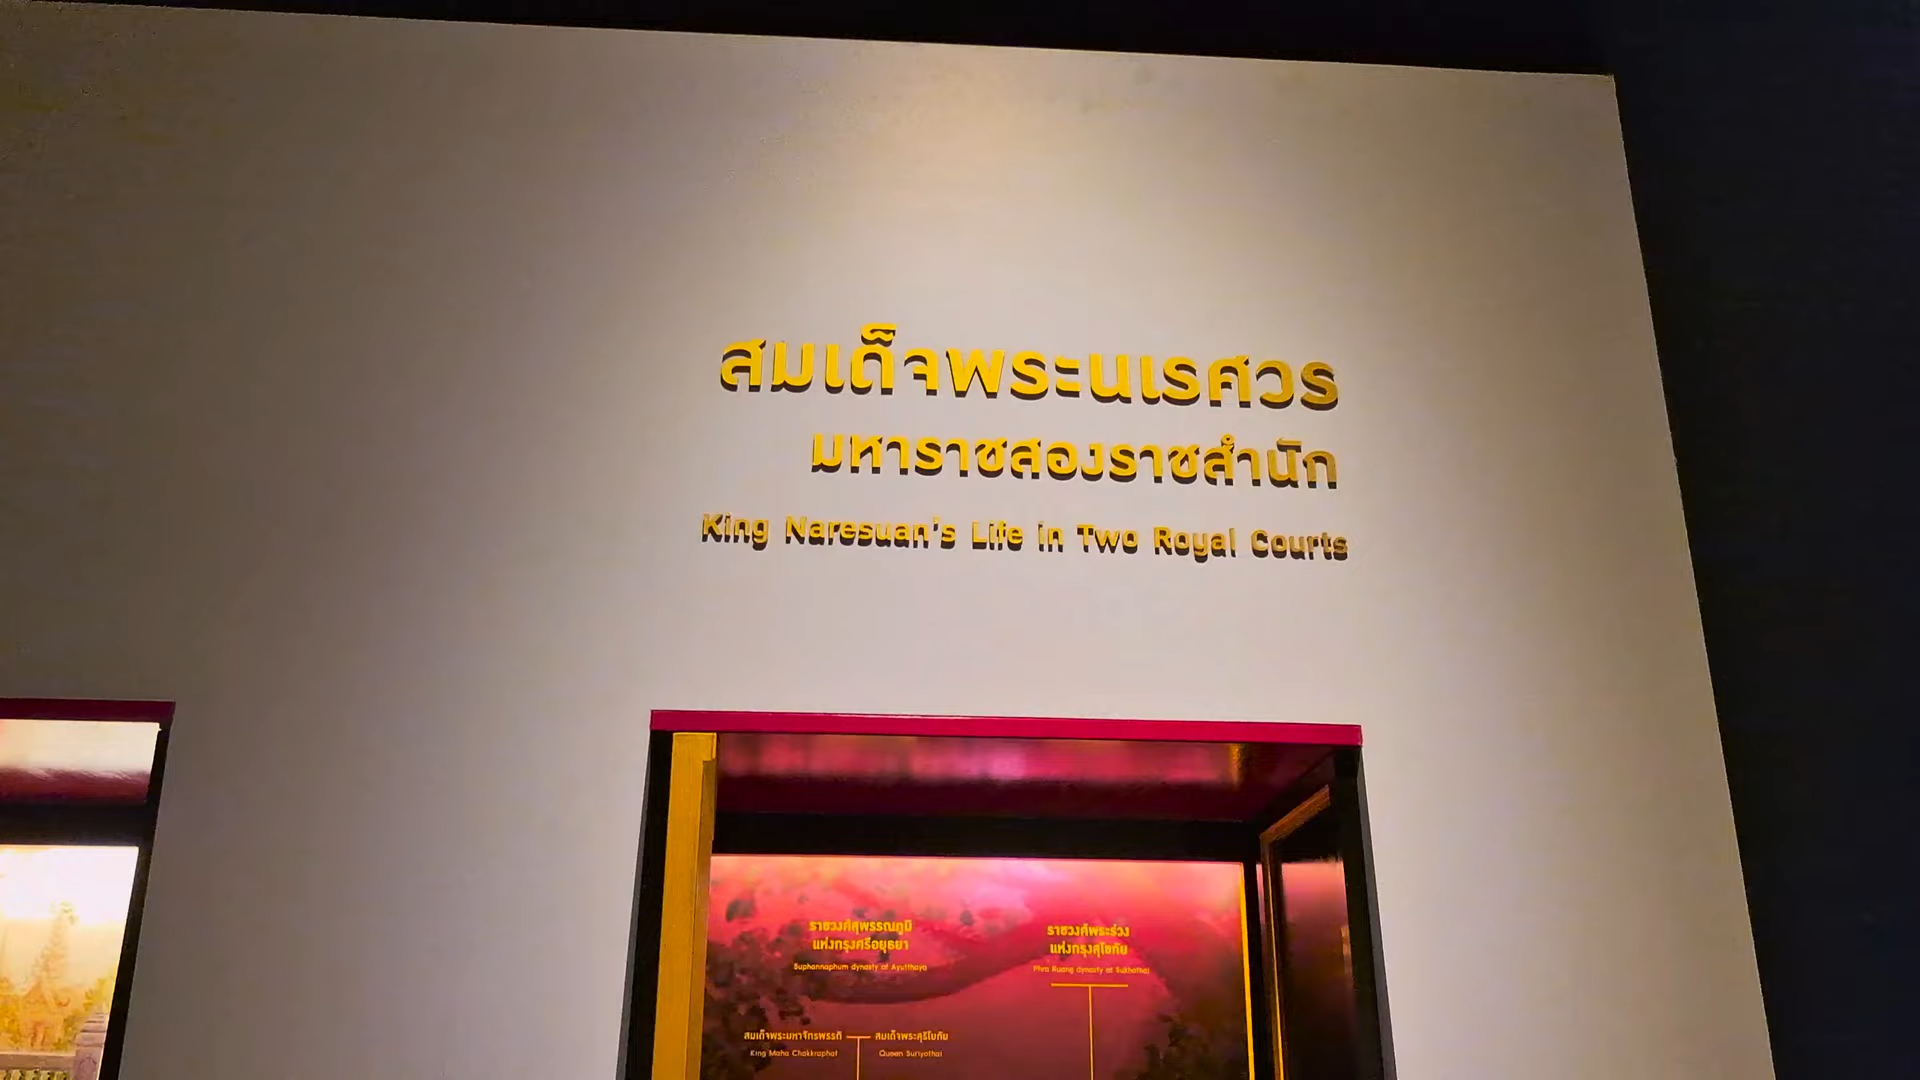 สมเด็จพระนเรศวร
มหาราชสองราชสำนัก
King Naresuan's Life in Two Royal Courts
ราชวงศ์สุพรรณภูมิ
แห่งกรุงศรีอยุธยา
Suphannaphum dynasty of Ayutthaya
ราชวงศ์พระร่วง
แห่งกรุงสุโขทัย
Phra Ruang dynasty of Sukhothai
สมเด็จพระมหาจักรพรรดิ
King Maha Chakkraphat
สมเด็จพระสุริโยทัย
Queen Suriyothai